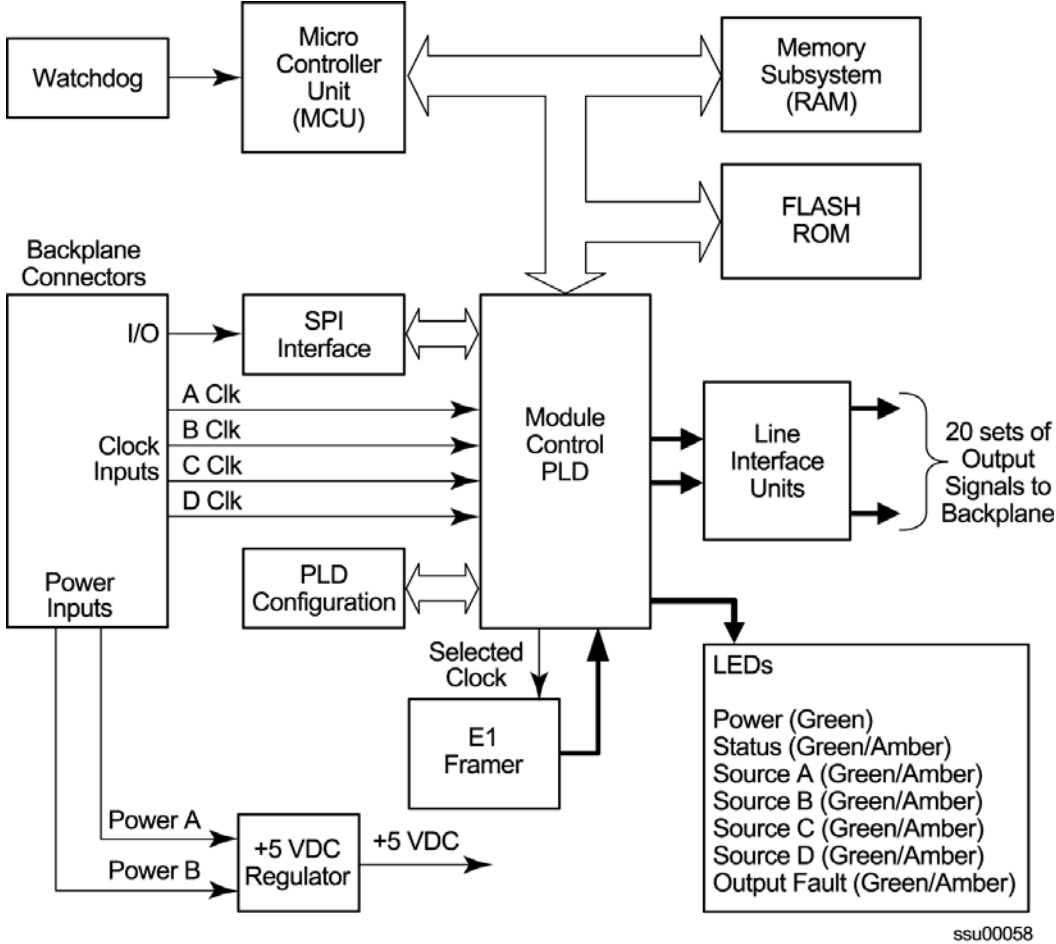 Watchdog
Micro
Controller
Unit
(MCU)
Memory
Subsystem
(RAM)
FLASH
ROM
Backplane
Connectors
I/O
SPI
Interface
A Clk
B Clk
C Clk
D Clk
Clock
Inputs
Module
Control
PLD
Line
Interface
Units
20 sets of
Output
Signals to
Backplane
PLD
Configuration
Power
Inputs
Selected
Clock
E1
Framer
LEDs
Power (Green)
Status (Green/Amber)
Source A (Green/Amber)
Source B (Green/Amber)
Source C (Green/Amber)
Source D (Green/Amber)
Output Fault (Green/Amber)
Power A
Power B
+5 VDC
Regulator
+5 VDC
ssu00058